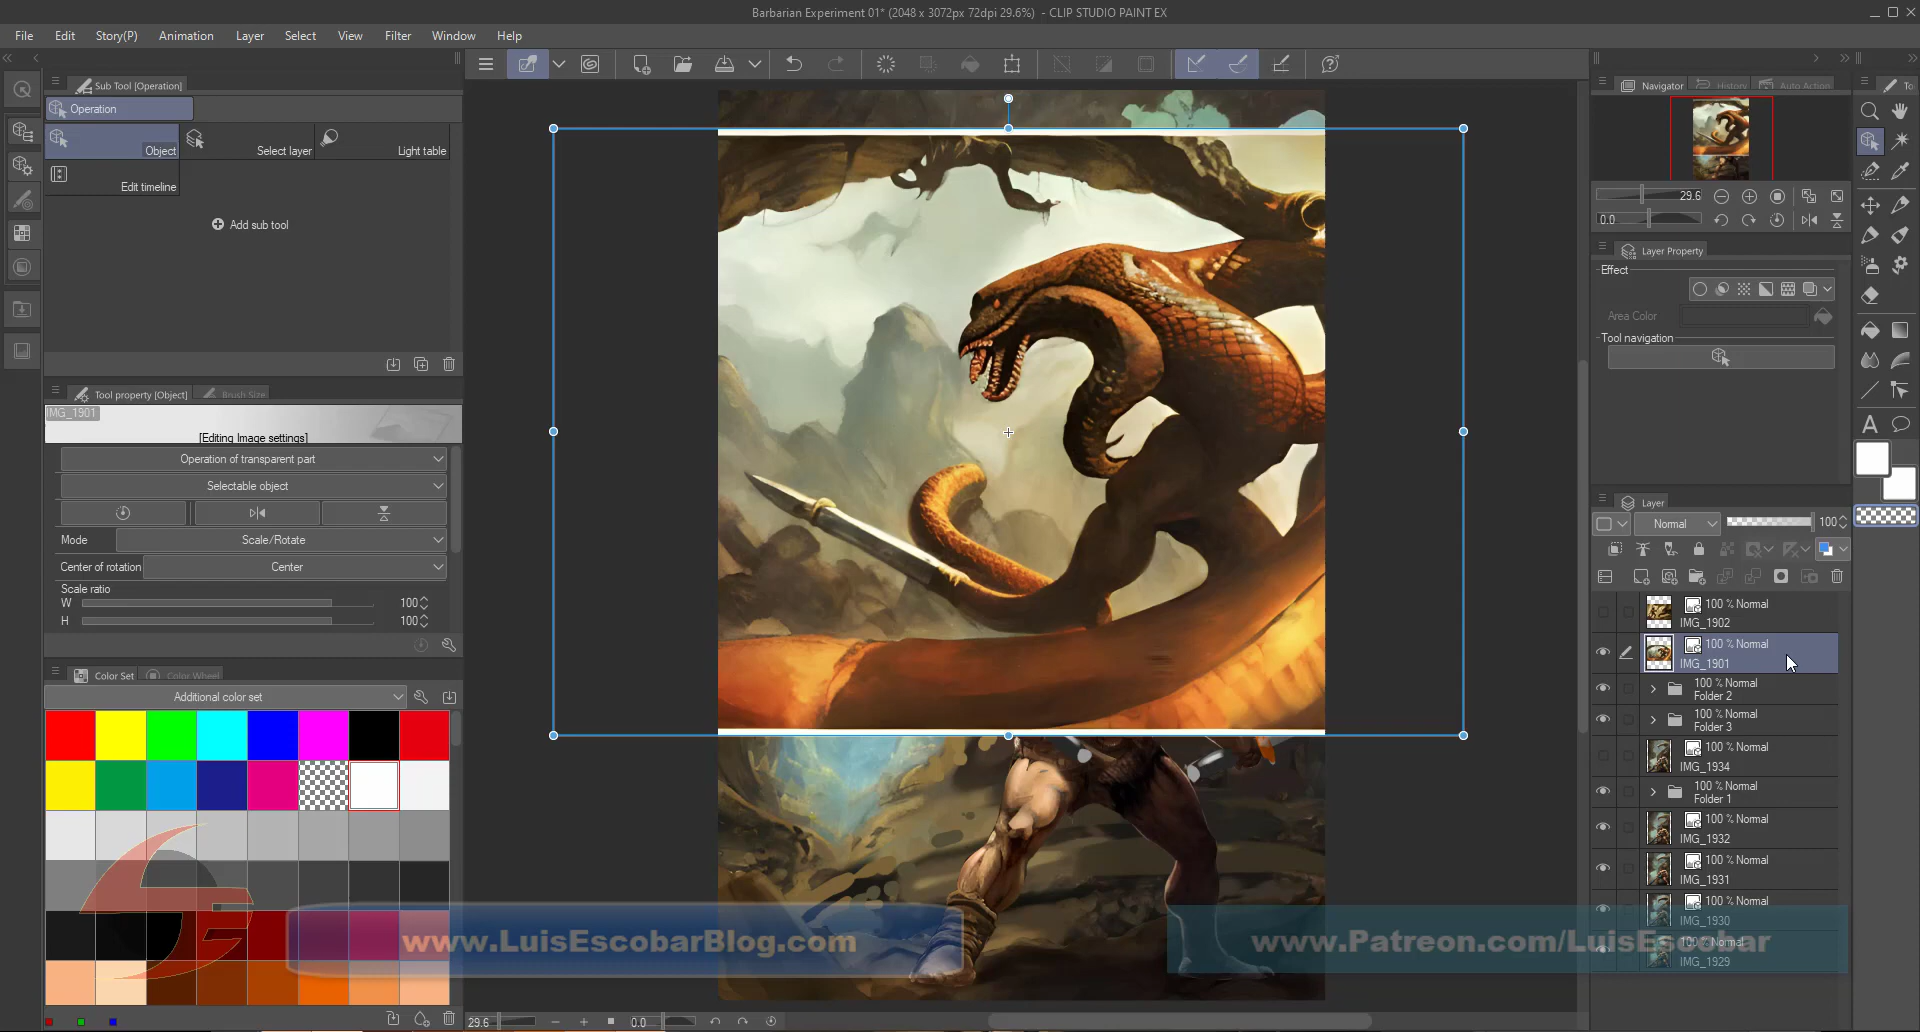 Barbarian Experiment 01* (2048 x 3072px 72dpi 29.6%) - CLIP STUDIO PAINT EX
File Edit Story(P) Animation Layer Select View Filter Window Help
Sub Tool [Operation]
Operation
Object
Select layer
Light table
Edit timeline
Add sub tool
Tool property [Object]
Brush Size
IMG_1901
[Editing Image settings]
Operation of transparent part
Selectable object
Mode Scale/Rotate
Center of rotation Center
Scale ratio
W 100
H 100
Color Set
Color Wheel
Additional color set
www.LuisEscobarBlog.com
29.6
0.0
Navigator
History
Auto Action
29.6
0.0
Layer Property
Effect
Area Color
Tool navigation
Layer
Normal 100
100 % Normal
IMG_1902
100 % Normal
IMG_1901
100 % Normal
Folder 2
100 % Normal
Folder 3
100 % Normal
IMG_1934
100 % Normal
Folder 1
100 % Normal
IMG_1932
100 % Normal
IMG_1931
100 % Normal
IMG_1930
100 % Normal
IMG_1929
www.Patreon.com/LuisEscobar
To
A